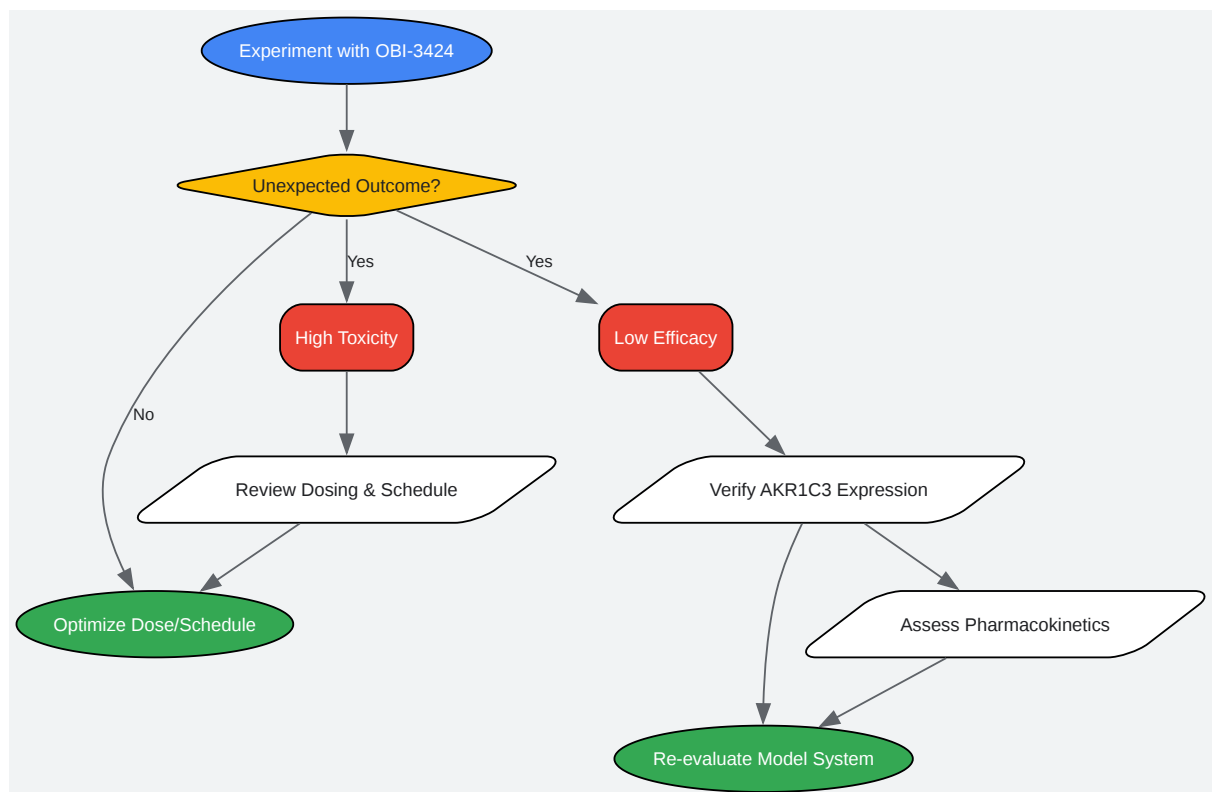 Experiment with OBI-3424
Unexpected Outcome?
Yes
Yes
High Toxicity
Low Efficacy
No
Review Dosing & Schedule
Verify AKR1C3 Expression
Optimize Dose/Schedule
Assess Pharmacokinetics
Re-evaluate Model System